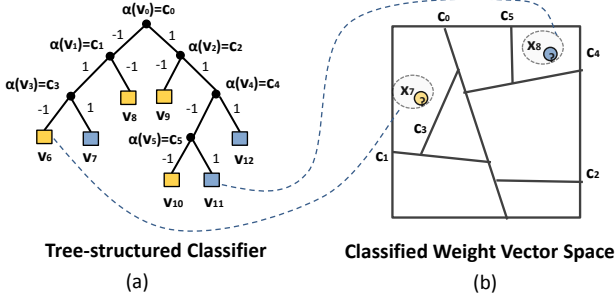 α(v₀)=c₀
-1 1
α(v₁)=c₁ α(v₂)=c₂
1 -1 -1 1
α(v₃)=c₃ v₈ v₉ α(v₄)=c₄
-1 1 -1 1
α(v₅)=c₅
v₆ v₇ v₁₂
-1 1
v₁₀ v₁₁
Tree-structured Classifier
(a)
c₀ c₅
x₈
?
c₄
x₇
?
c₃
c₁
c₂
Classified Weight Vector Space
(b)